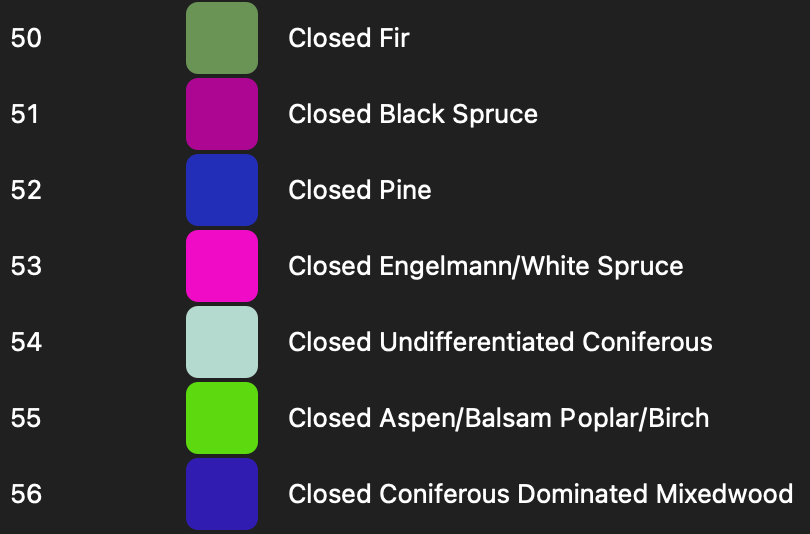 50 Closed Fir
51 Closed Black Spruce
52 Closed Pine
53 Closed Engelmann/White Spruce
54 Closed Undifferentiated Coniferous
55 Closed Aspen/Balsam Poplar/Birch
56 Closed Coniferous Dominated Mixedwood